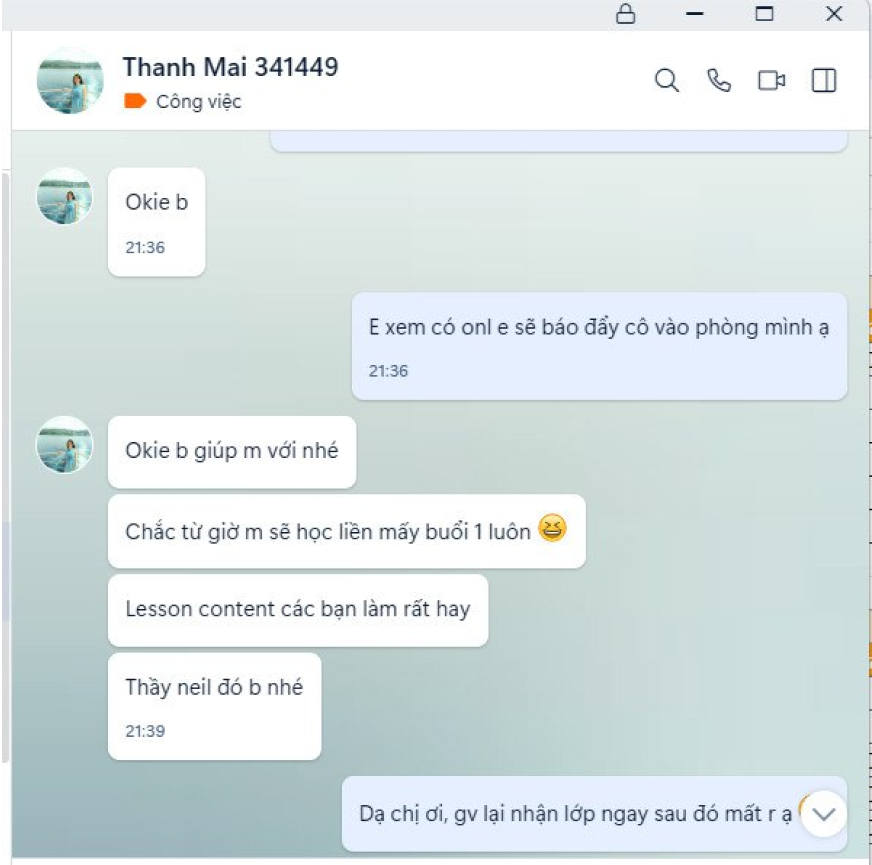 Thanh Mai 341449
Công việc
Okie b
21:36
E xem có onl e sẽ báo đẩy cô vào phòng mình ạ
21:36
Okie b giúp m với nhé
Chắc từ giờ m sẽ học liền mấy buổi 1 luôn 😆
Lesson content các bạn làm rất hay
Thầy neil đó b nhé
21:39
Dạ chị ơi, gv lại nhận lớp ngay sau đó mất r ạ